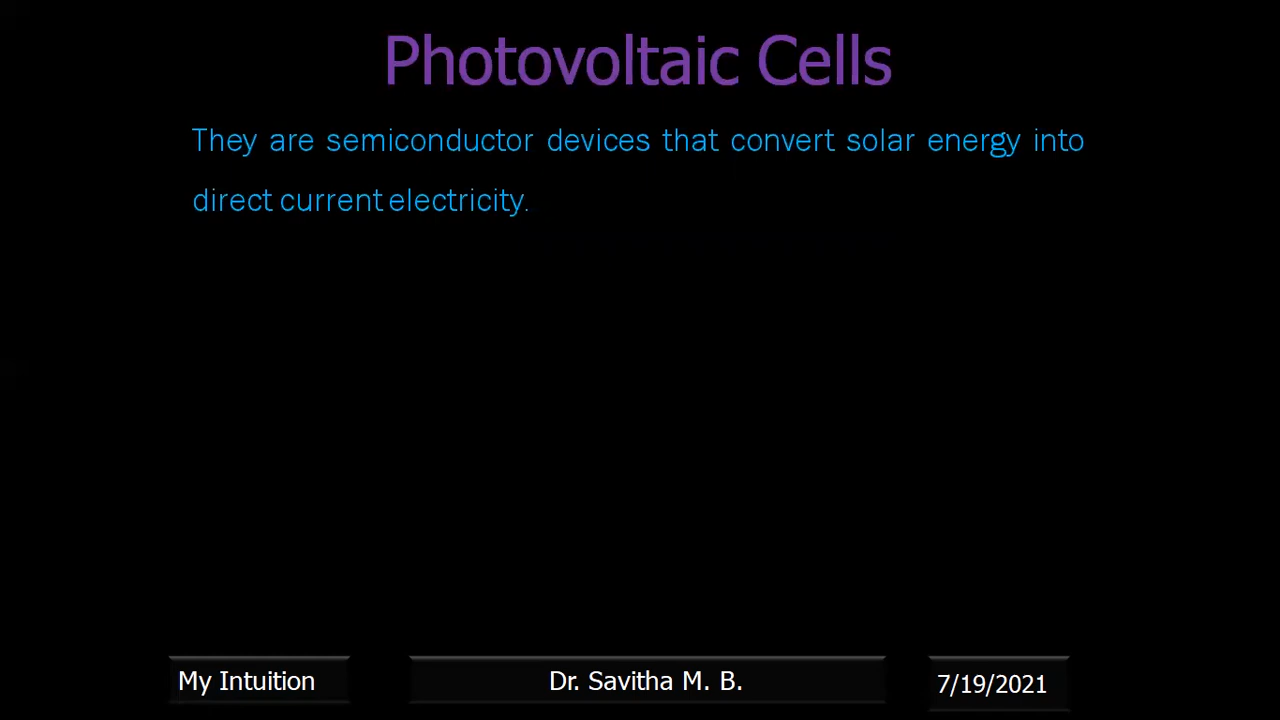 Photovoltaic Cells
They are semiconductor devices that convert solar energy into
direct current electricity.
My Intuition
Dr. Savitha M. B.
7/19/2021